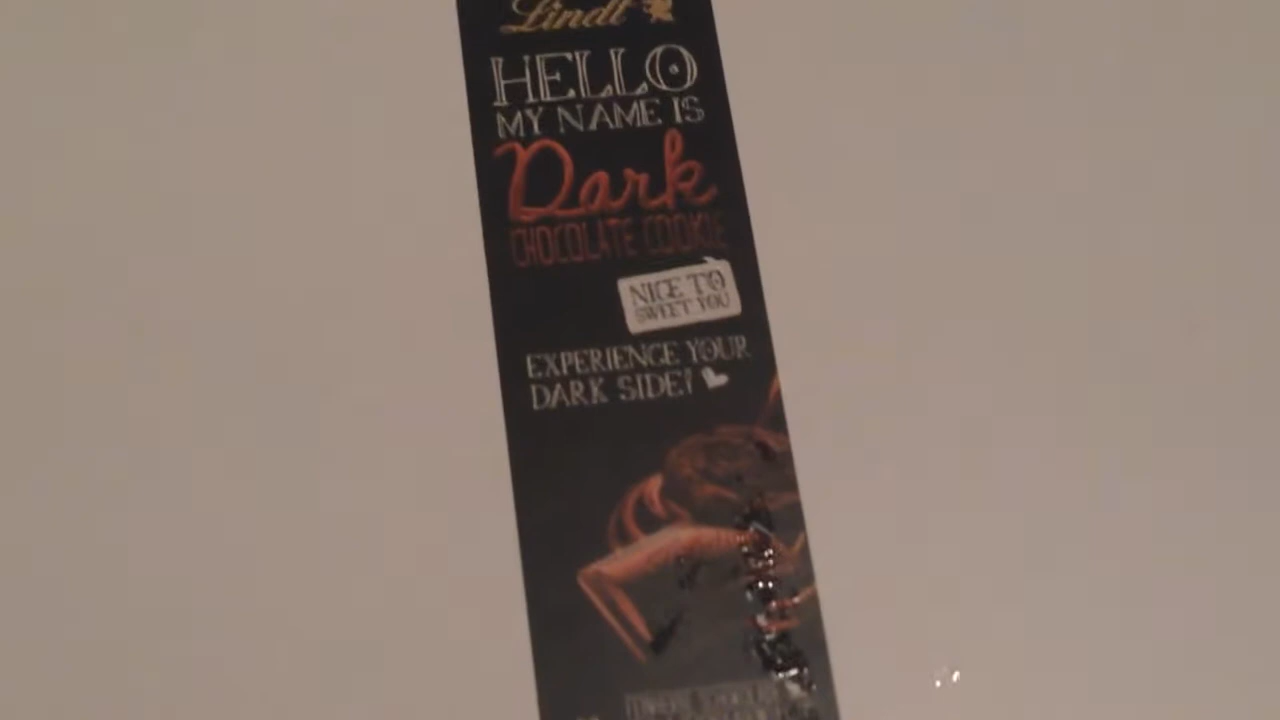 Lindt
HELLO
MY NAME IS
Dark
CHOCOLATE COOKIE
NICE TO
SWEET YOU
EXPERIENCE YOUR
DARK SIDE!